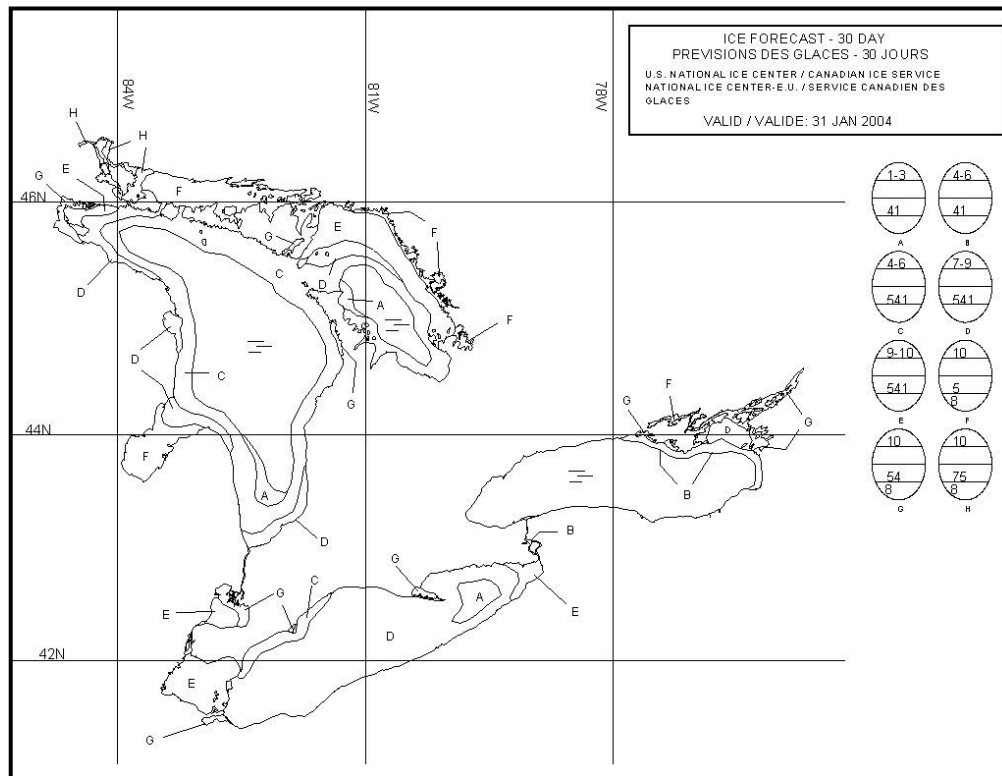 ICE FORECAST - 30 DAY
PREVISIONS DES GLACES - 30 JOURS
U.S. NATIONAL ICE CENTER / CANADIAN ICE SERVICE
NATIONAL ICE CENTER-E.U. / SERVICE CANADIEN DES
GLACES
VALID / VALIDE: 31 JAN 2004
84W
81W
78W
H
H
E
G
F
46N
E
F
G
C
D
D
A
F
D
D
C
G
F
G
G
44N
D
F
B
A
D
B
G
C
G
A
E
E
D
42N
E
G
1-3
41
A
4-6
41
B
4-6
541
C
7-9
541
D
9-10
541
E
10
5
8
F
10
54
8
G
10
75
8
H